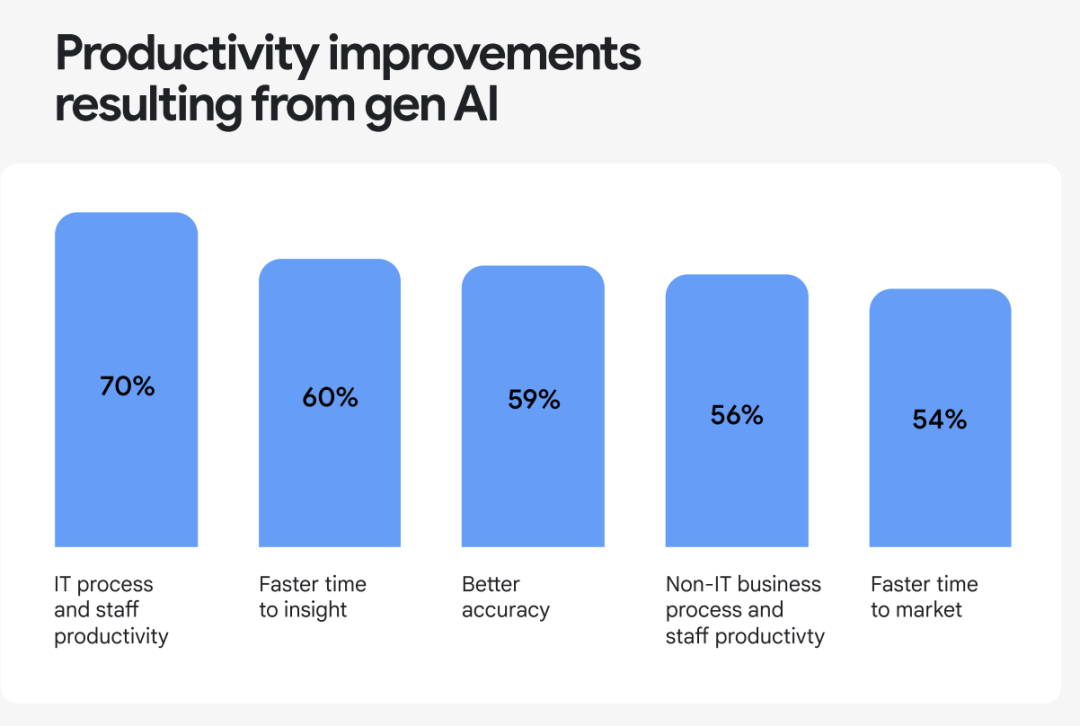 Productivity improvements
resulting from gen AI
70%
60%
59%
56%
54%
IT process
and staff
productivity
Faster time
to insight
Better
accuracy
Non-IT business
process and
staff productivty
Faster time
to market